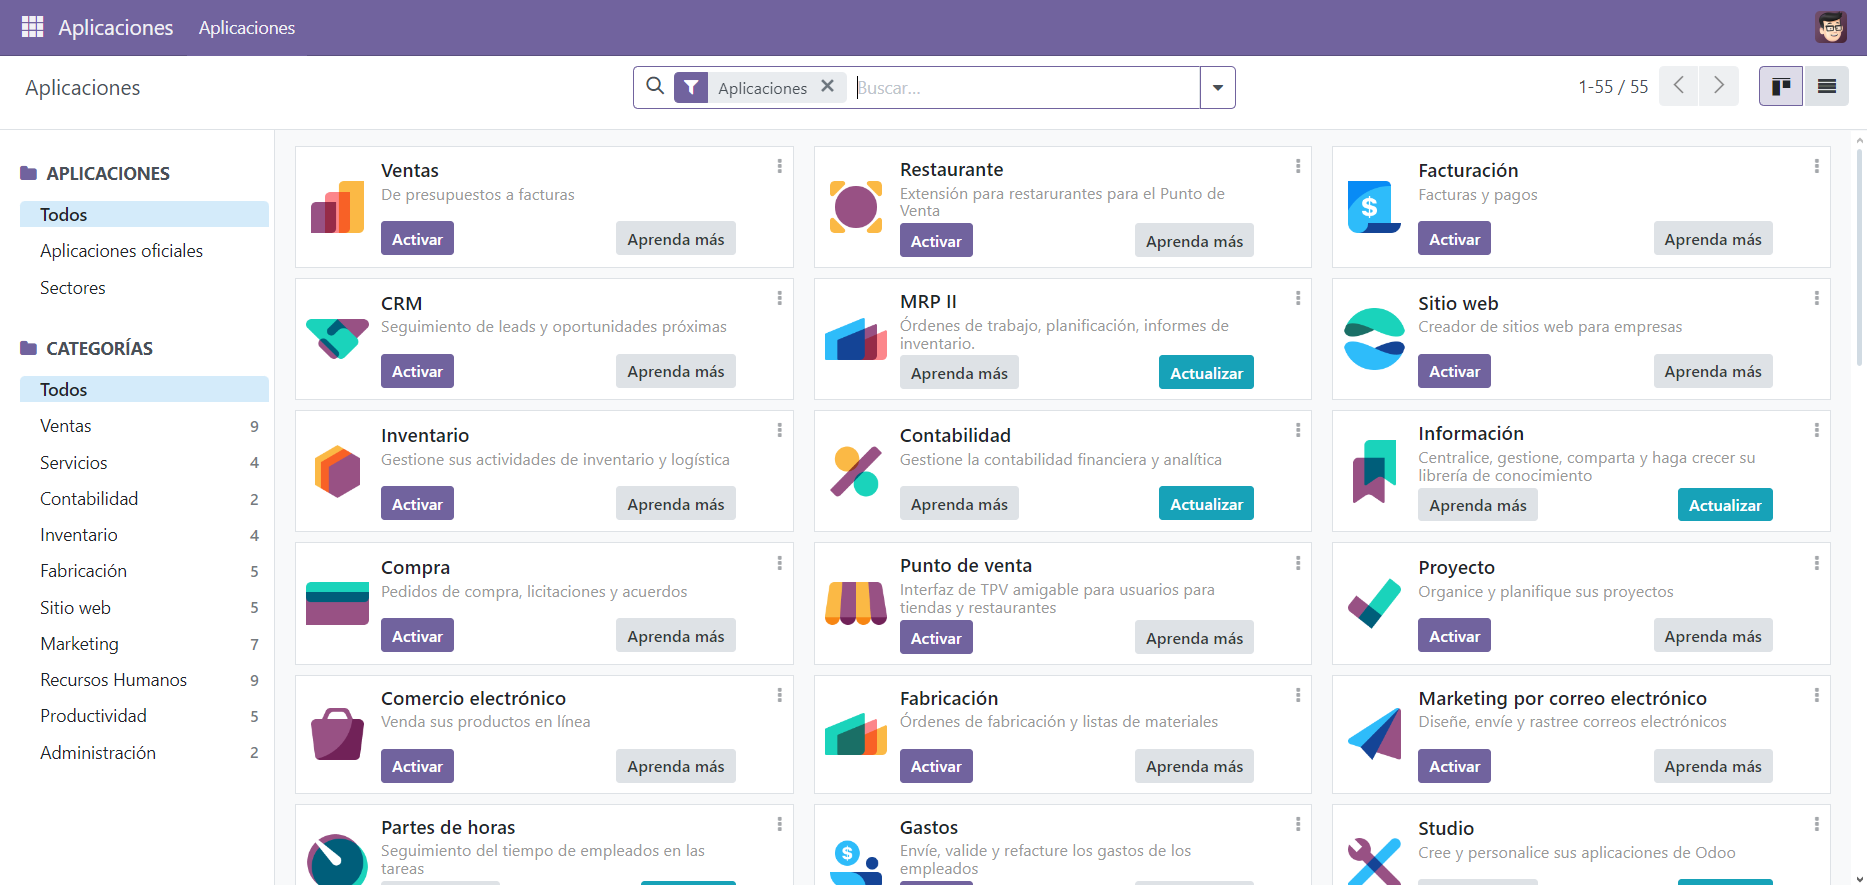 Aplicaciones
Aplicaciones
Aplicaciones
Aplicaciones
Buscar...
1-55 / 55
APLICACIONES
Todos
Aplicaciones oficiales
Sectores
CATEGORÍAS
Todos
Ventas 9
Servicios 4
Contabilidad 2
Inventario 4
Fabricación 5
Sitio web 5
Marketing 7
Recursos Humanos 9
Productividad 5
Administración 2
Ventas
De presupuestos a facturas
Activar
Aprenda más
Restaurante
Extensión para restarurantes para el Punto de
Venta
Activar
Aprenda más
Facturación
Facturas y pagos
Activar
Aprenda más
CRM
Seguimiento de leads y oportunidades próximas
Activar
Aprenda más
MRP II
Órdenes de trabajo, planificación, informes de
inventario.
Aprenda más
Actualizar
Sitio web
Creador de sitios web para empresas
Activar
Aprenda más
Inventario
Gestione sus actividades de inventario y logística
Activar
Aprenda más
Contabilidad
Gestione la contabilidad financiera y analítica
Aprenda más
Actualizar
Información
Centralice, gestione, comparta y haga crecer su
librería de conocimiento
Aprenda más
Actualizar
Compra
Pedidos de compra, licitaciones y acuerdos
Activar
Aprenda más
Punto de venta
Interfaz de TPV amigable para usuarios para
tiendas y restaurantes
Activar
Aprenda más
Proyecto
Organice y planifique sus proyectos
Activar
Aprenda más
Comercio electrónico
Venda sus productos en línea
Activar
Aprenda más
Fabricación
Órdenes de fabricación y listas de materiales
Activar
Aprenda más
Marketing por correo electrónico
Diseñe, envíe y rastree correos electrónicos
Activar
Aprenda más
Partes de horas
Seguimiento del tiempo de empleados en las
tareas
Gastos
Envíe, valide y refacture los gastos de los
empleados
Studio
Cree y personalice sus aplicaciones de Odoo